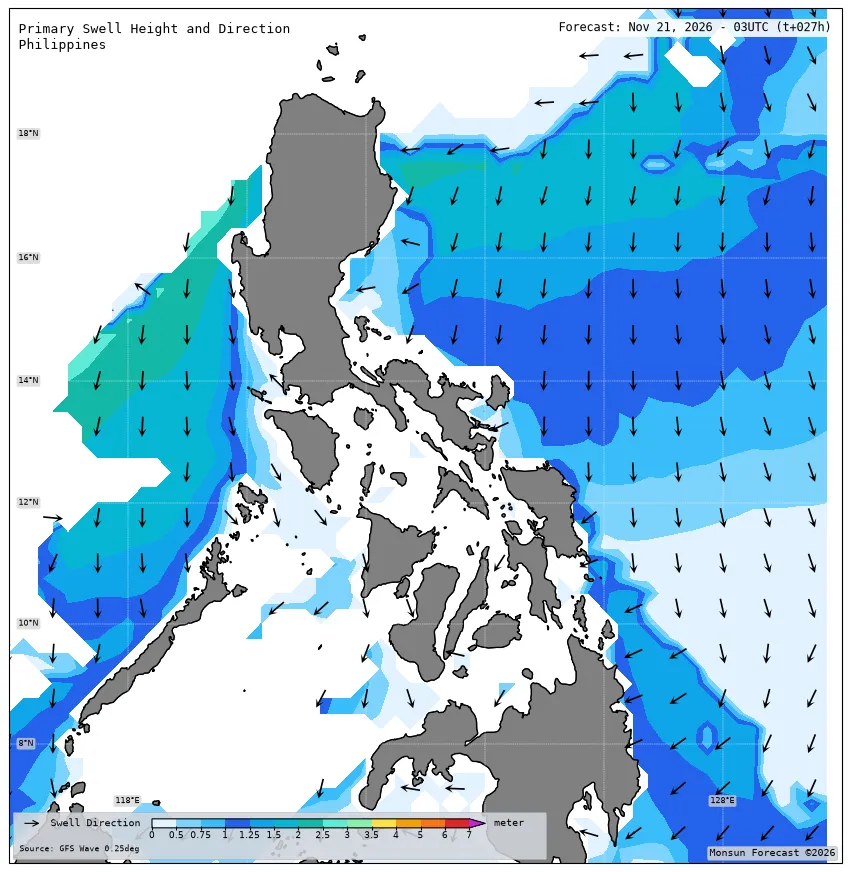 Primary Swell Height and Direction
Philippines
Forecast: Nov 21, 2026 - 03UTC (t+027h)
18°N
16°N
14°N
12°N
10°N
8°N
118°E
128°E
Swell Direction
0 0.5 0.75 1 1.25 1.5 2 2.5 3 3.5 4 5 6 7
meter
Source: GFS Wave 0.25deg
Monsun Forecast ©2026